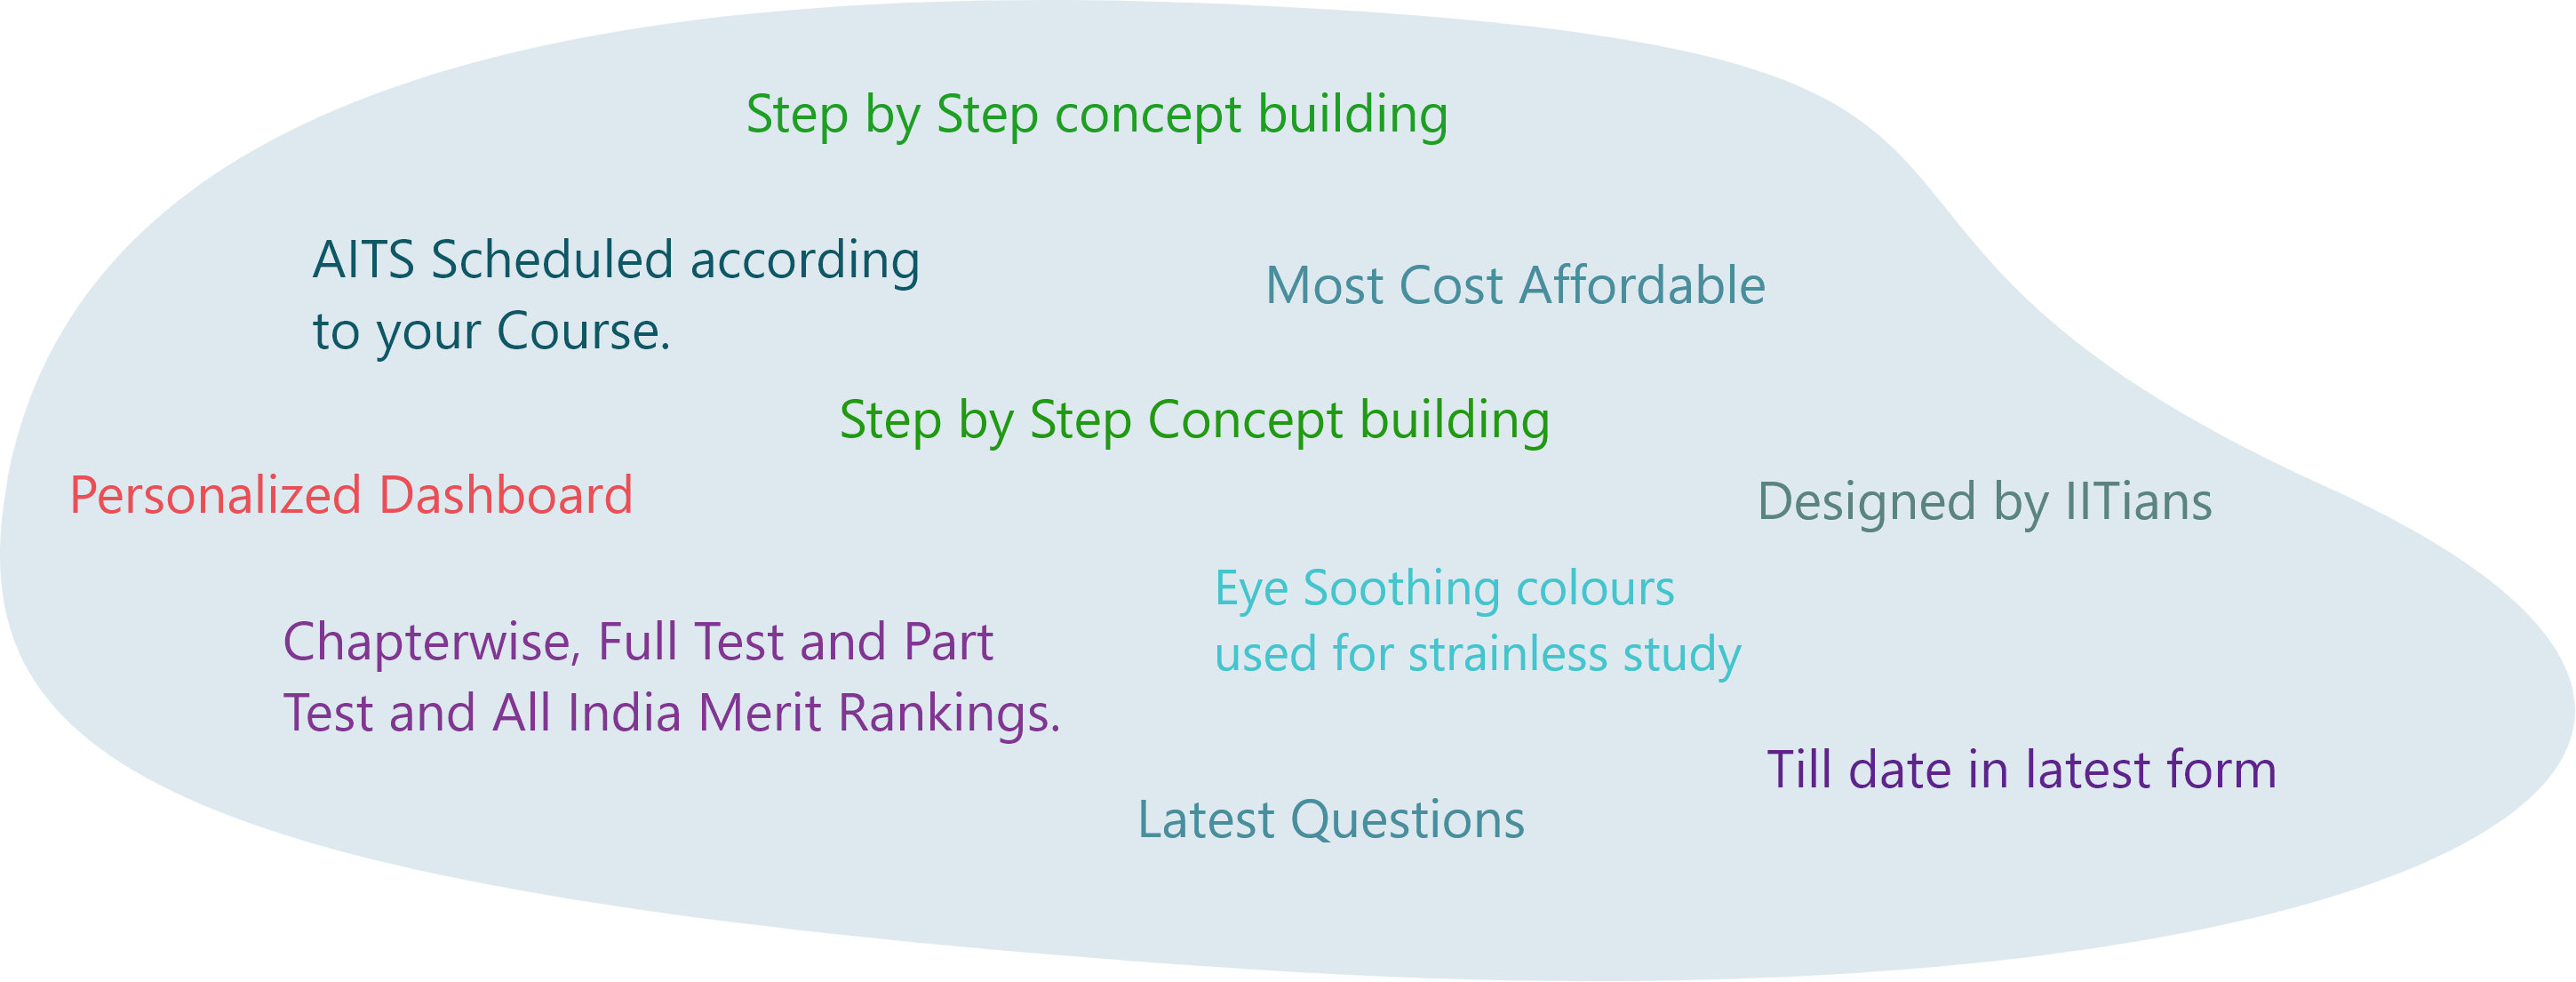 Step by Step concept building
AITS Scheduled according
to your Course.
Most Cost Affordable
Step by Step Concept building
Personalized Dashboard
Designed by IITians
Eye Soothing colours
used for strainless study
Chapterwise, Full Test and Part
Test and All India Merit Rankings.
Till date in latest form
Latest Questions